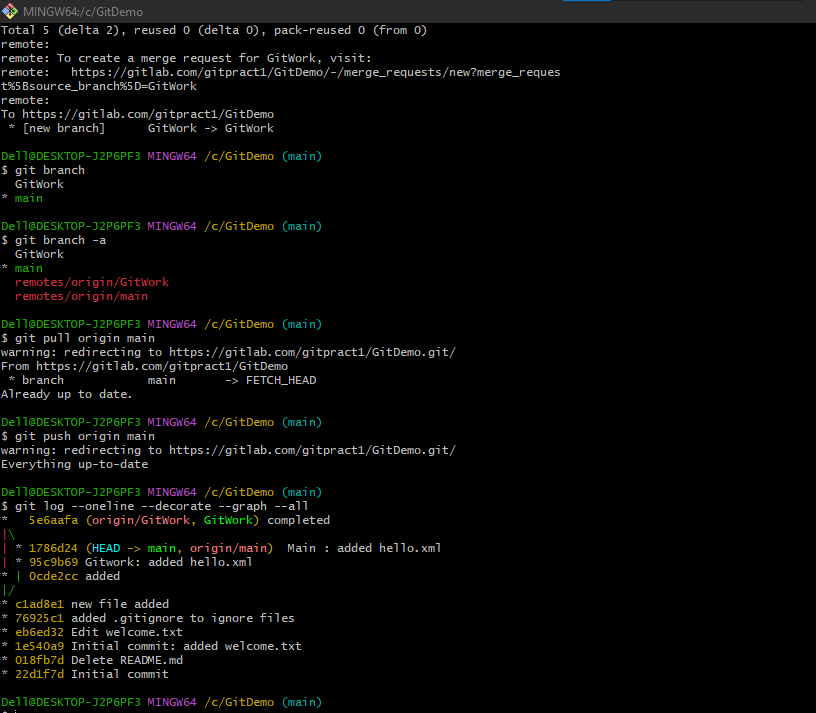 MINGW64:/c/GitDemo
Total 5 (delta 2), reused 0 (delta 0), pack-reused 0 (from 0)
remote:
remote: To create a merge request for GitWork, visit:
remote:   https://gitlab.com/gitpract1/GitDemo/-/merge_requests/new?merge_reques
t%5Bsource_branch%5D=GitWork
remote:
To https://gitlab.com/gitpract1/GitDemo
 * [new branch]      GitWork -> GitWork
Dell@DESKTOP-J2P6PF3 MINGW64 /c/GitDemo (main)
$ git branch
  GitWork
* main
Dell@DESKTOP-J2P6PF3 MINGW64 /c/GitDemo (main)
$ git branch -a
  GitWork
* main
  remotes/origin/GitWork
  remotes/origin/main
Dell@DESKTOP-J2P6PF3 MINGW64 /c/GitDemo (main)
$ git pull origin main
warning: redirecting to https://gitlab.com/gitpract1/GitDemo.git/
From https://gitlab.com/gitpract1/GitDemo
 * branch            main       -> FETCH_HEAD
Already up to date.
Dell@DESKTOP-J2P6PF3 MINGW64 /c/GitDemo (main)
$ git push origin main
warning: redirecting to https://gitlab.com/gitpract1/GitDemo.git/
Everything up-to-date
Dell@DESKTOP-J2P6PF3 MINGW64 /c/GitDemo (main)
$ git log --oneline --decorate --graph --all
*   5e6aafa (origin/GitWork, GitWork) completed
|\
| * 1786d24 (HEAD -> main, origin/main)  Main : added hello.xml
| * 95c9b69 Gitwork: added hello.xml
* | 0cde2cc added
|/
* c1ad8e1 new file added
* 76925c1 added .gitignore to ignore files
* eb6ed32 Edit welcome.txt
* 1e540a9 Initial commit: added welcome.txt
* 018fb7d Delete README.md
* 22d1f7d Initial commit
Dell@DESKTOP-J2P6PF3 MINGW64 /c/GitDemo (main)